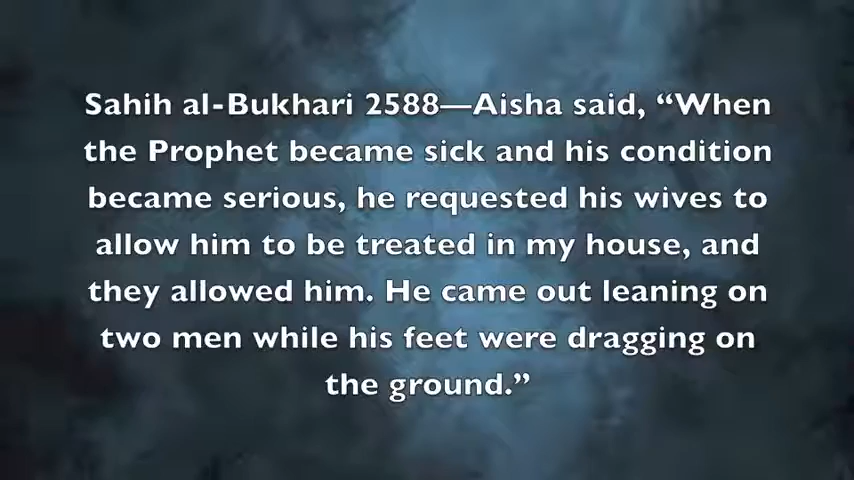 Sahih al-Bukhari 2588—Aisha said, “When
the Prophet became sick and his condition
became serious, he requested his wives to
allow him to be treated in my house, and
they allowed him. He came out leaning on
two men while his feet were dragging on
the ground.”